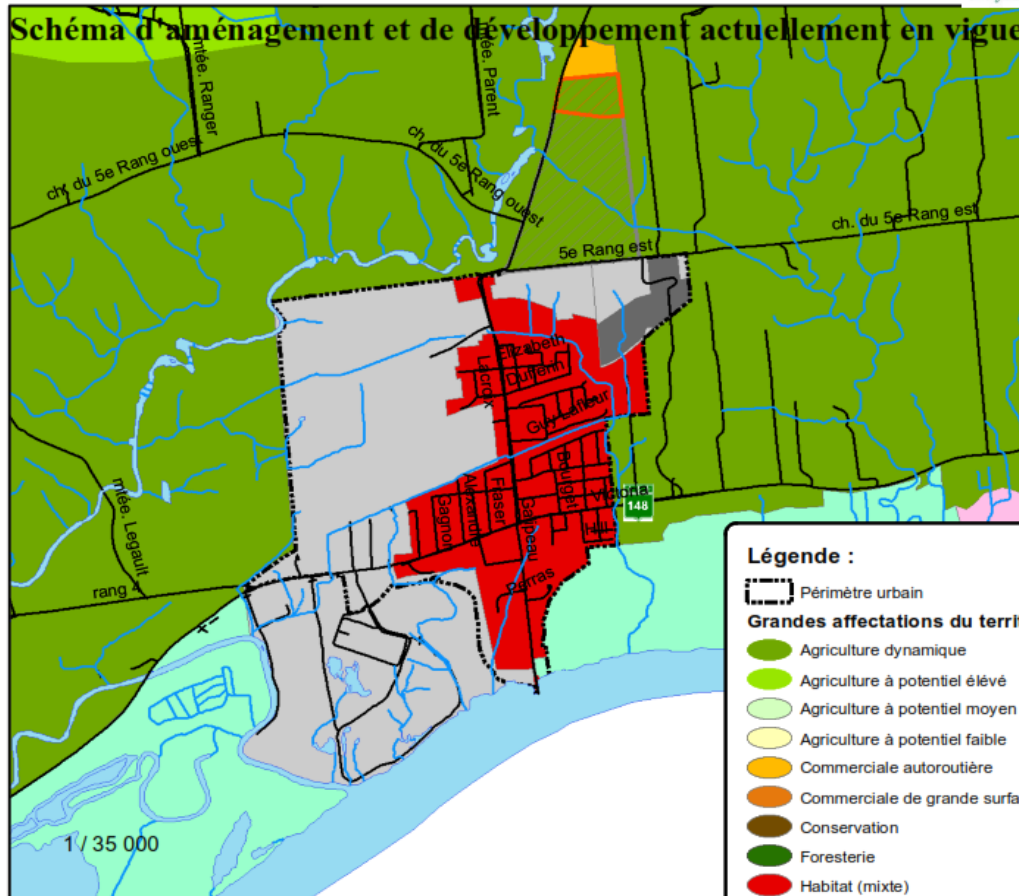 Schéma d'aménagement et de développement actuellement en vigue
mtée. Ranger
mtée. Parent
ch. du 5e Rang ouest
ch. du 5e Rang ouest
ch. du 5e Rang est
5e Rang est
Elizabeth
Dufferin
Lacroix
Guy Lafleur
Bourget
Victoria
148
Fraser
Alexandre
Gagnon
Galipeau
Hill
Parras
mtée. Legault
rang 4
1 / 35 000
Légende :
Périmètre urbain
Grandes affectations du territ
Agriculture dynamique
Agriculture à potentiel élévé
Agriculture à potentiel moyen
Agriculture à potentiel faible
Commerciale autoroutière
Commerciale de grande surfa
Conservation
Foresterie
Habitat (mixte)